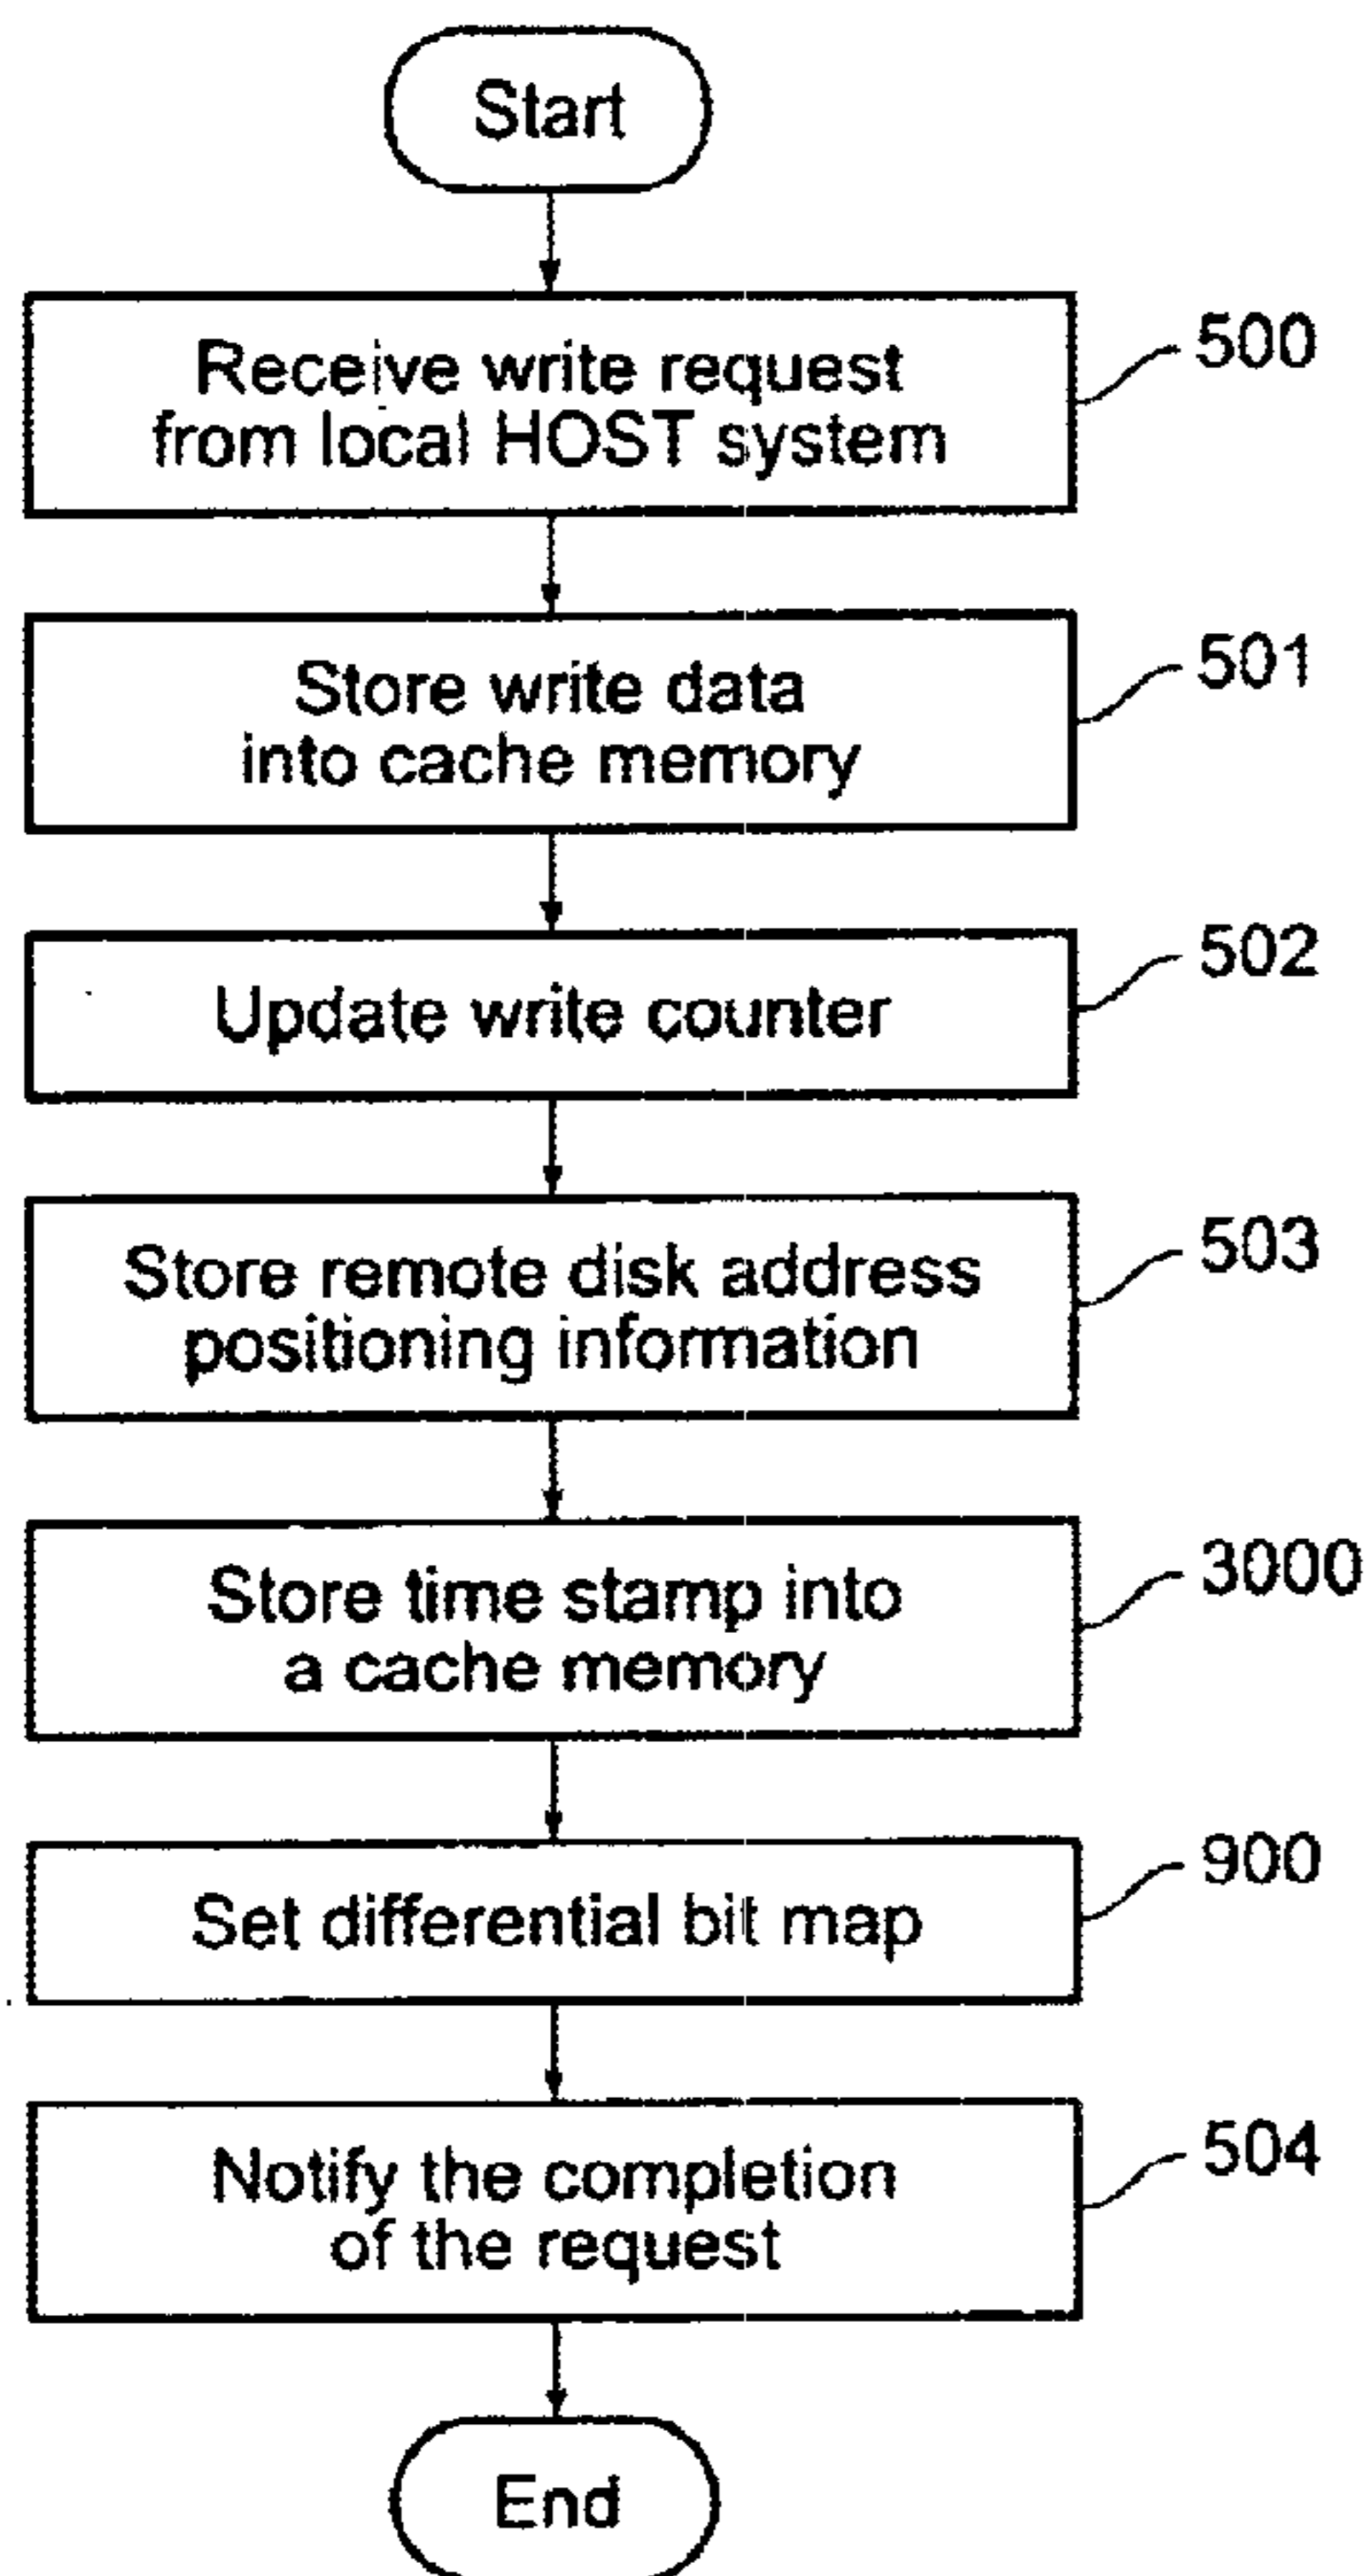 Start
Receive write request
from local HOST system
500
Store write data
into cache memory
501
Update write counter
502
Store remote disk address
positioning information
503
Store time stamp into
a cache memory
3000
Set differential bit map
900
Notify the completion
of the request
504
End